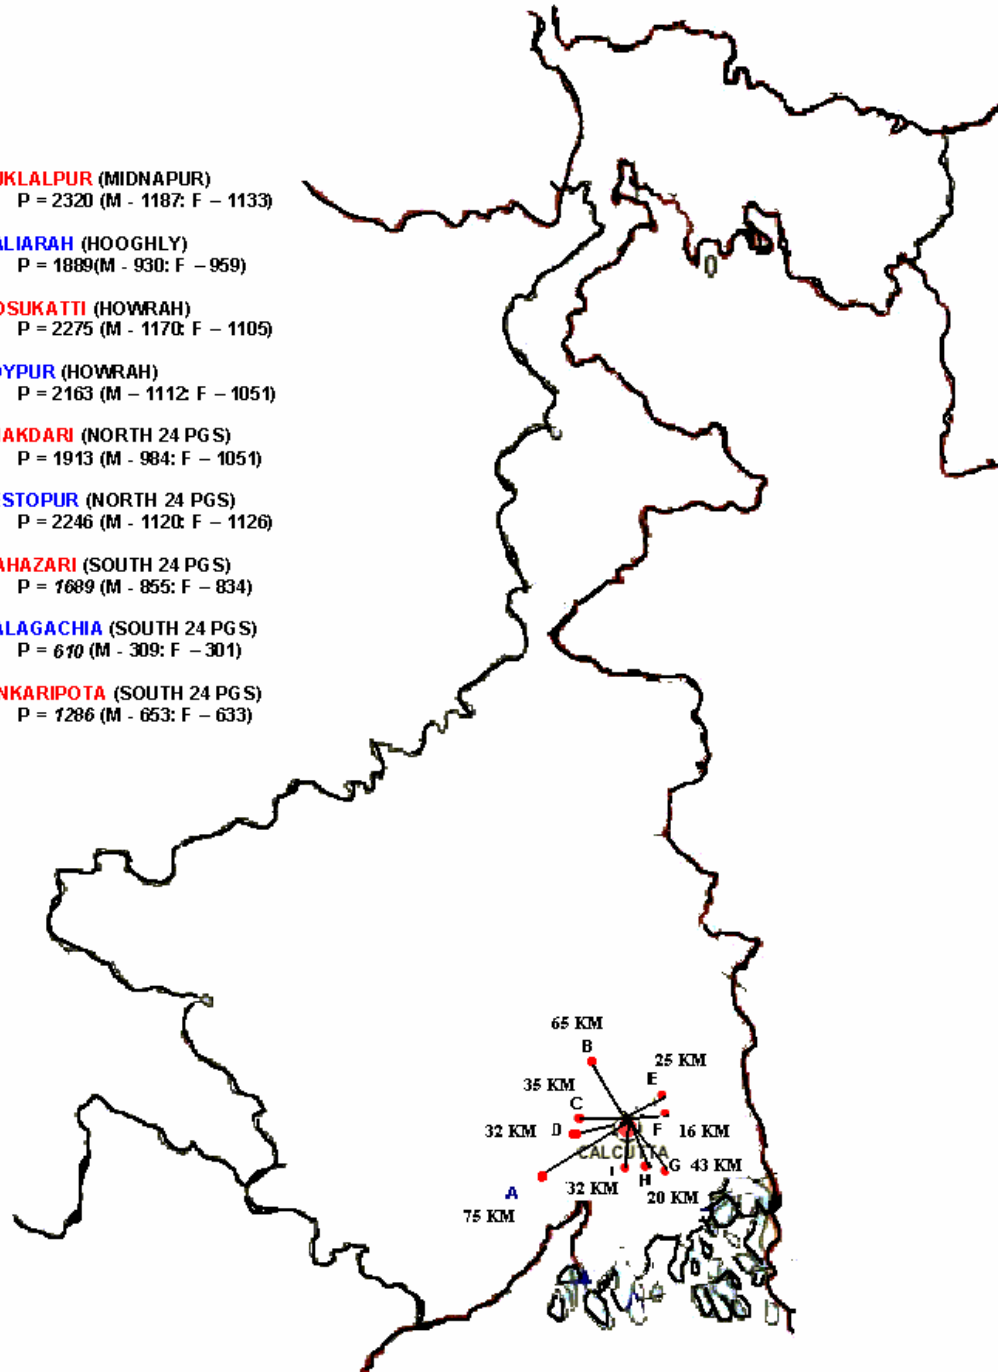 UKLALPUR (MIDNAPUR)
P = 2320 (M - 1187: F – 1133)
ALIARAH (HOOGHLY)
P = 1889(M - 930: F – 959)
OSUKATTI (HOWRAH)
P = 2275 (M - 1170: F – 1105)
OYPUR (HOWRAH)
P = 2163 (M – 1112: F – 1051)
HAKDARI (NORTH 24 PGS)
P = 1913 (M - 984: F – 1051)
ISTOPUR (NORTH 24 PGS)
P = 2246 (M - 1120: F – 1126)
AHAZARI (SOUTH 24 PGS)
P = 1689 (M - 855: F – 834)
ALAGACHIA (SOUTH 24 PGS)
P = 610 (M - 309: F – 301)
NKARIPOTA (SOUTH 24 PGS)
P = 1286 (M - 653: F – 633)
65 KM
B
25 KM
E
35 KM
C
32 KM D
F 16 KM
CALCUTTA
G 43 KM
I
H
A
32 KM
20 KM
75 KM